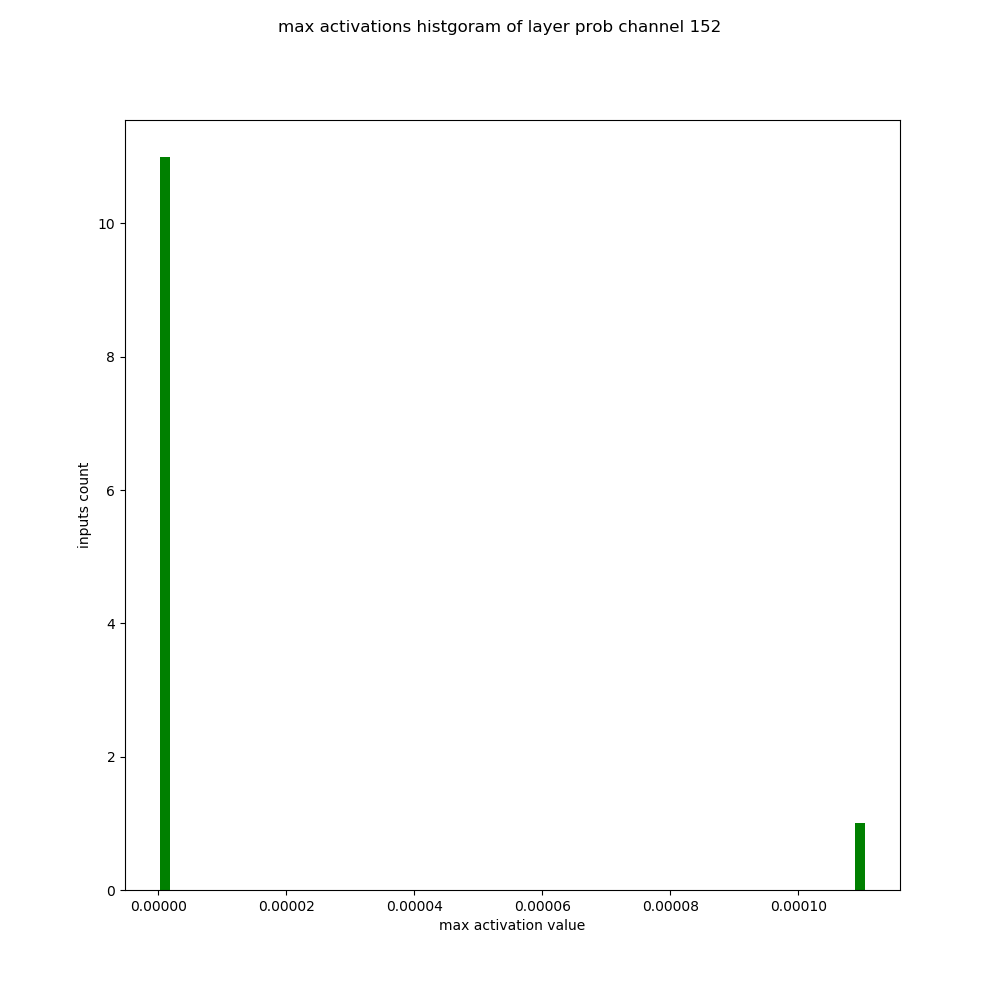 max activations histgoram of layer prob channel 152
10
8
6
4
2
0
inputs count
0.00000 0.00002 0.00004 0.00006 0.00008 0.00010
max activation value